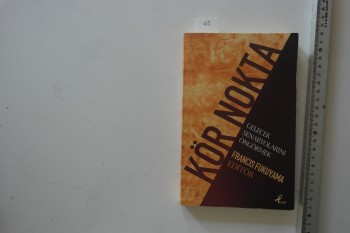 KÖR NOKTA
GELECEK
SENARYOLARINI
ÖNGÖRMEK
FRANCIS FUKUYAMA
EDİTÖR